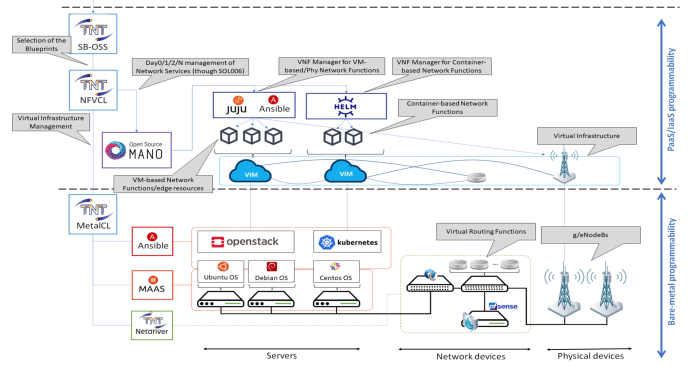 TNT
SB-OSS
Selection of the
Blueprints
TNT
NFVCL
Day0/1/2/N management of
Network Services (though SOL006)
VNF Manager for VM-
based/Phy Network Functions
VNF Manager for Container-
based Network Functions
JUJU
Ansible
HELM
Container-based Network
Functions
Virtual Infrastructure
Management
Open Source
MANO
Virtual Infrastructure
VM-based Network
Functions/edge resources
VIM
VIM
PaaS/IaaS programmability
TNT
MetalCL
Ansible
openstack
kubernetes
Virtual Routing Functions
g/eNodeBs
MAAS
Ubuntu OS
Debian OS
Centos OS
...
pfsense
TNT
Netdriver
Bare-metal programmability
Servers
Network devices
Physical devices